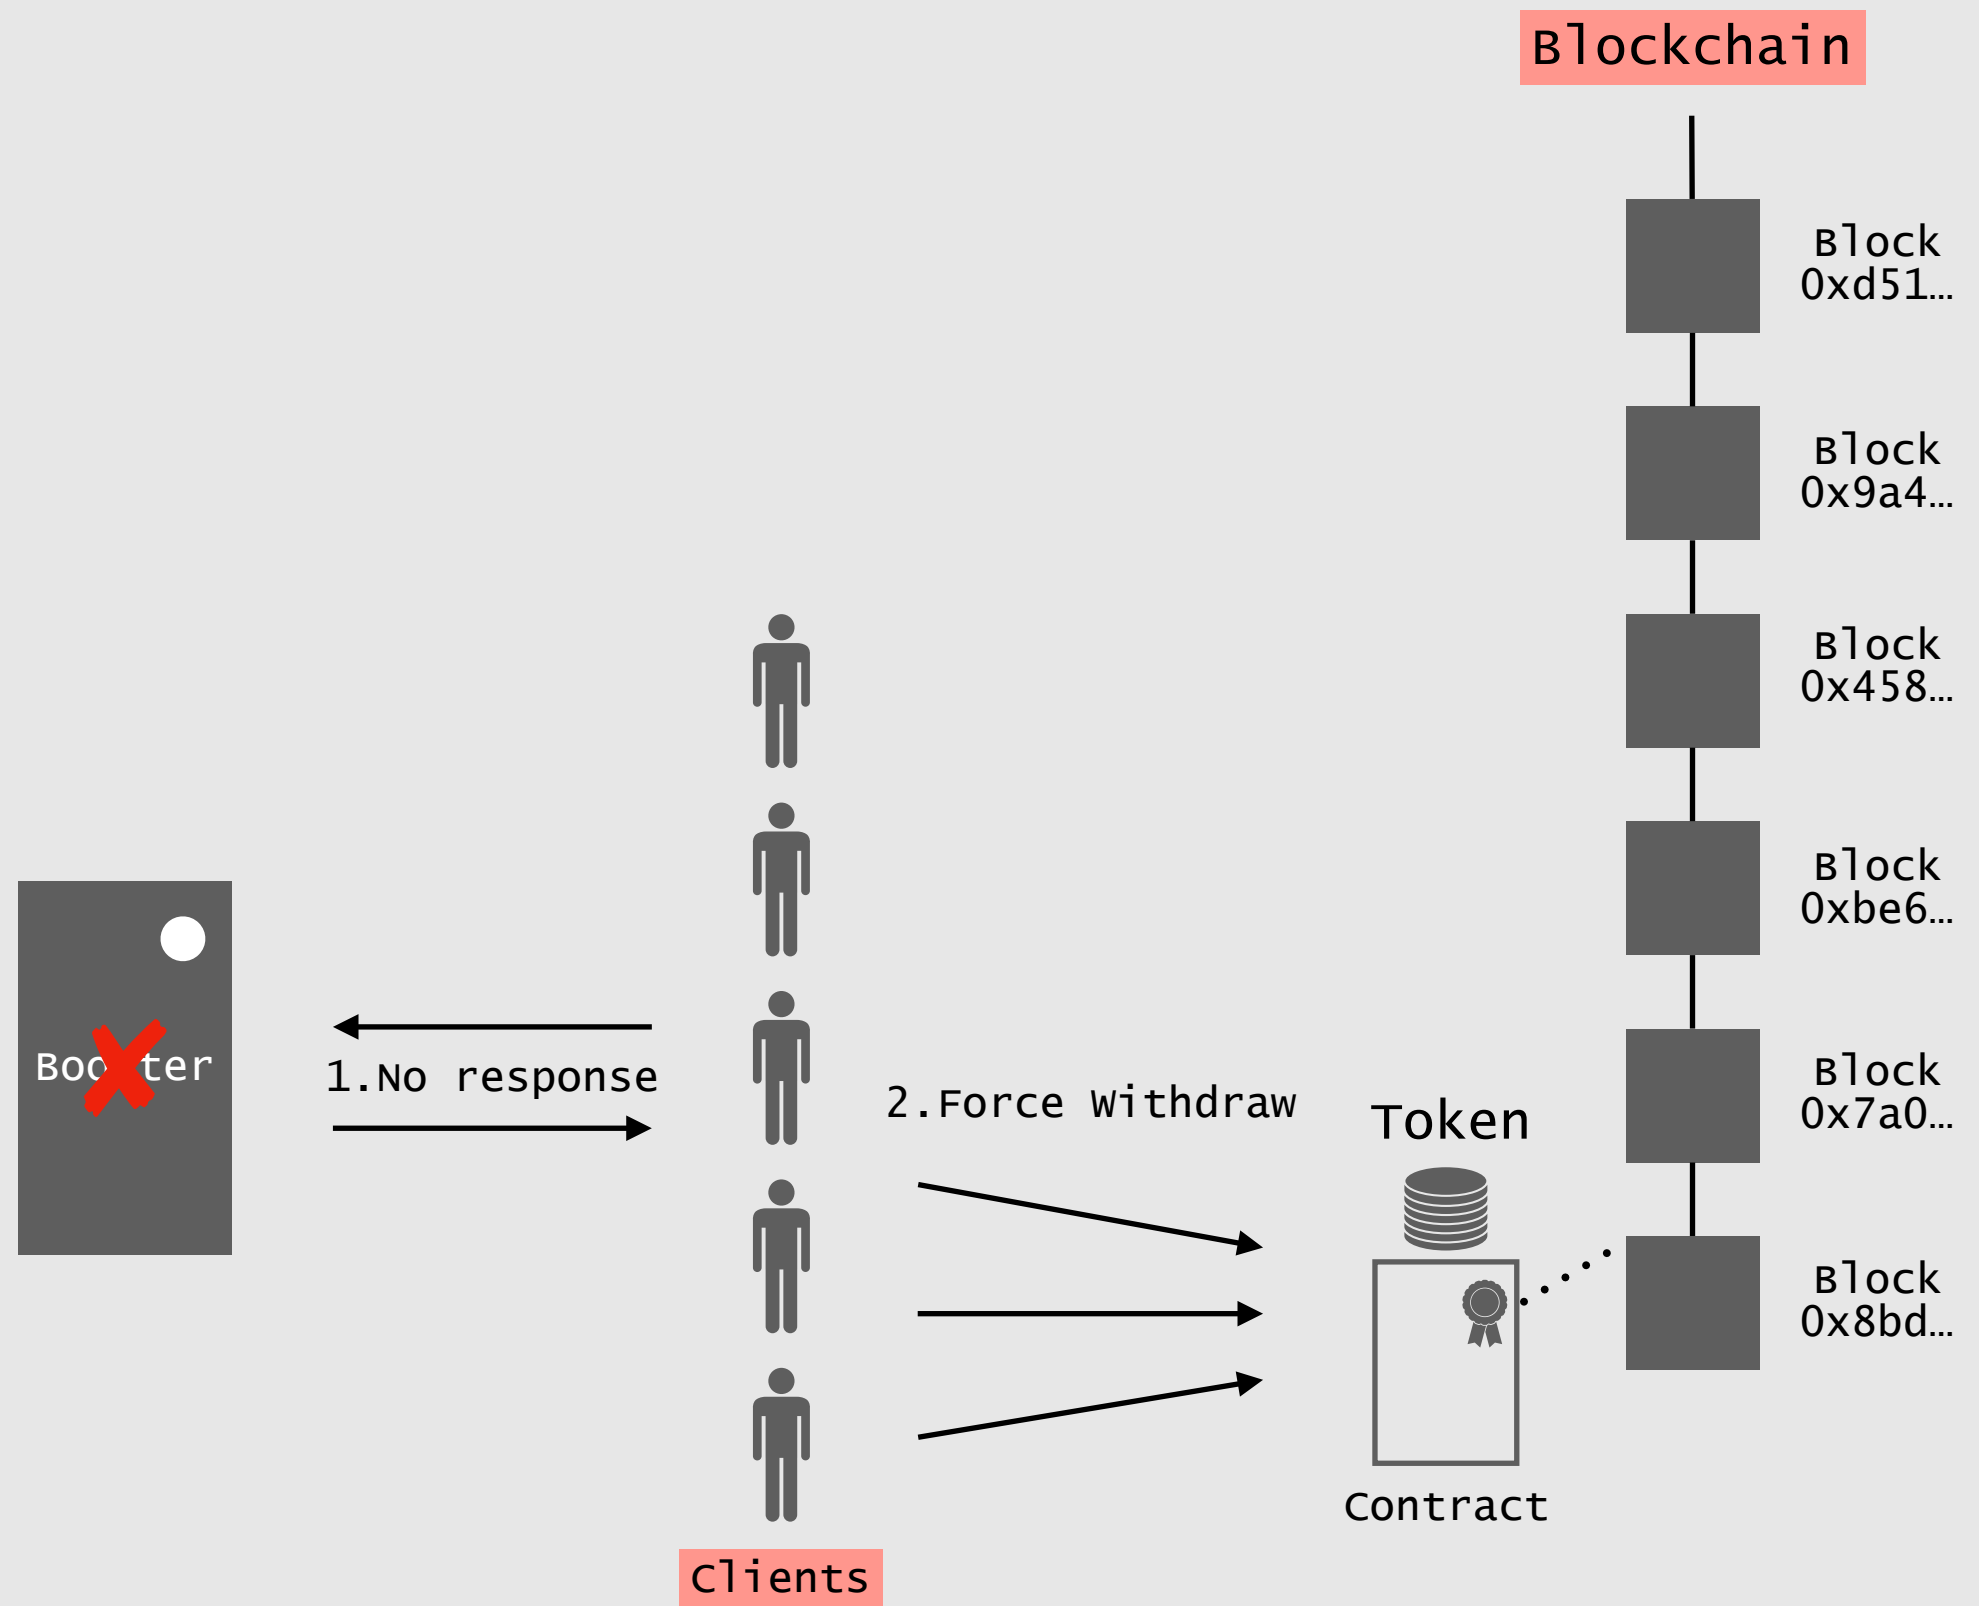 Blockchain
Block
0xd51…
Block
0x9a4…
Block
0x458…
Block
0xbe6…
Block
0x7a0…
Block
0x8bd…
Booster
1.No response
2.Force Withdraw
Token
Contract
Clients